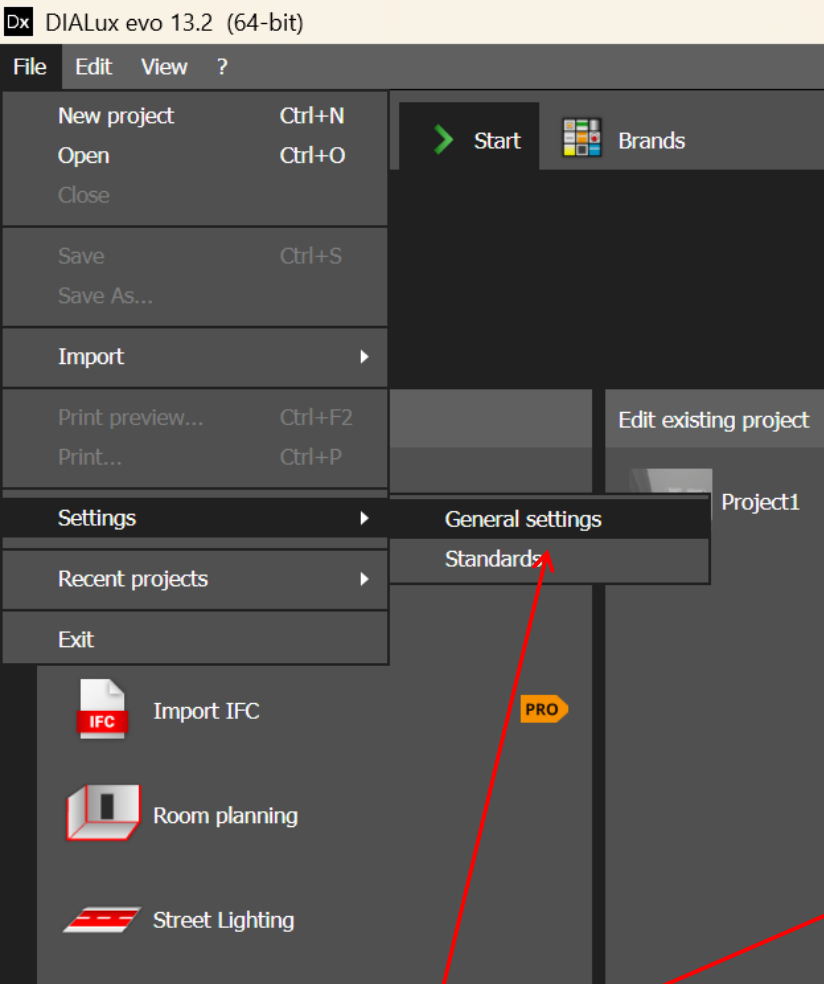 Dx DIALux evo 13.2 (64-bit)
File Edit View ?
New project Ctrl+N
Open Ctrl+O
Close
Save Ctrl+S
Save As...
Import
Print preview... Ctrl+F2
Print... Ctrl+P
Settings
Recent projects
Exit
Start Brands
General settings
Standards
Edit existing project
Project1
IFC Import IFC PRO
Room planning
Street Lighting